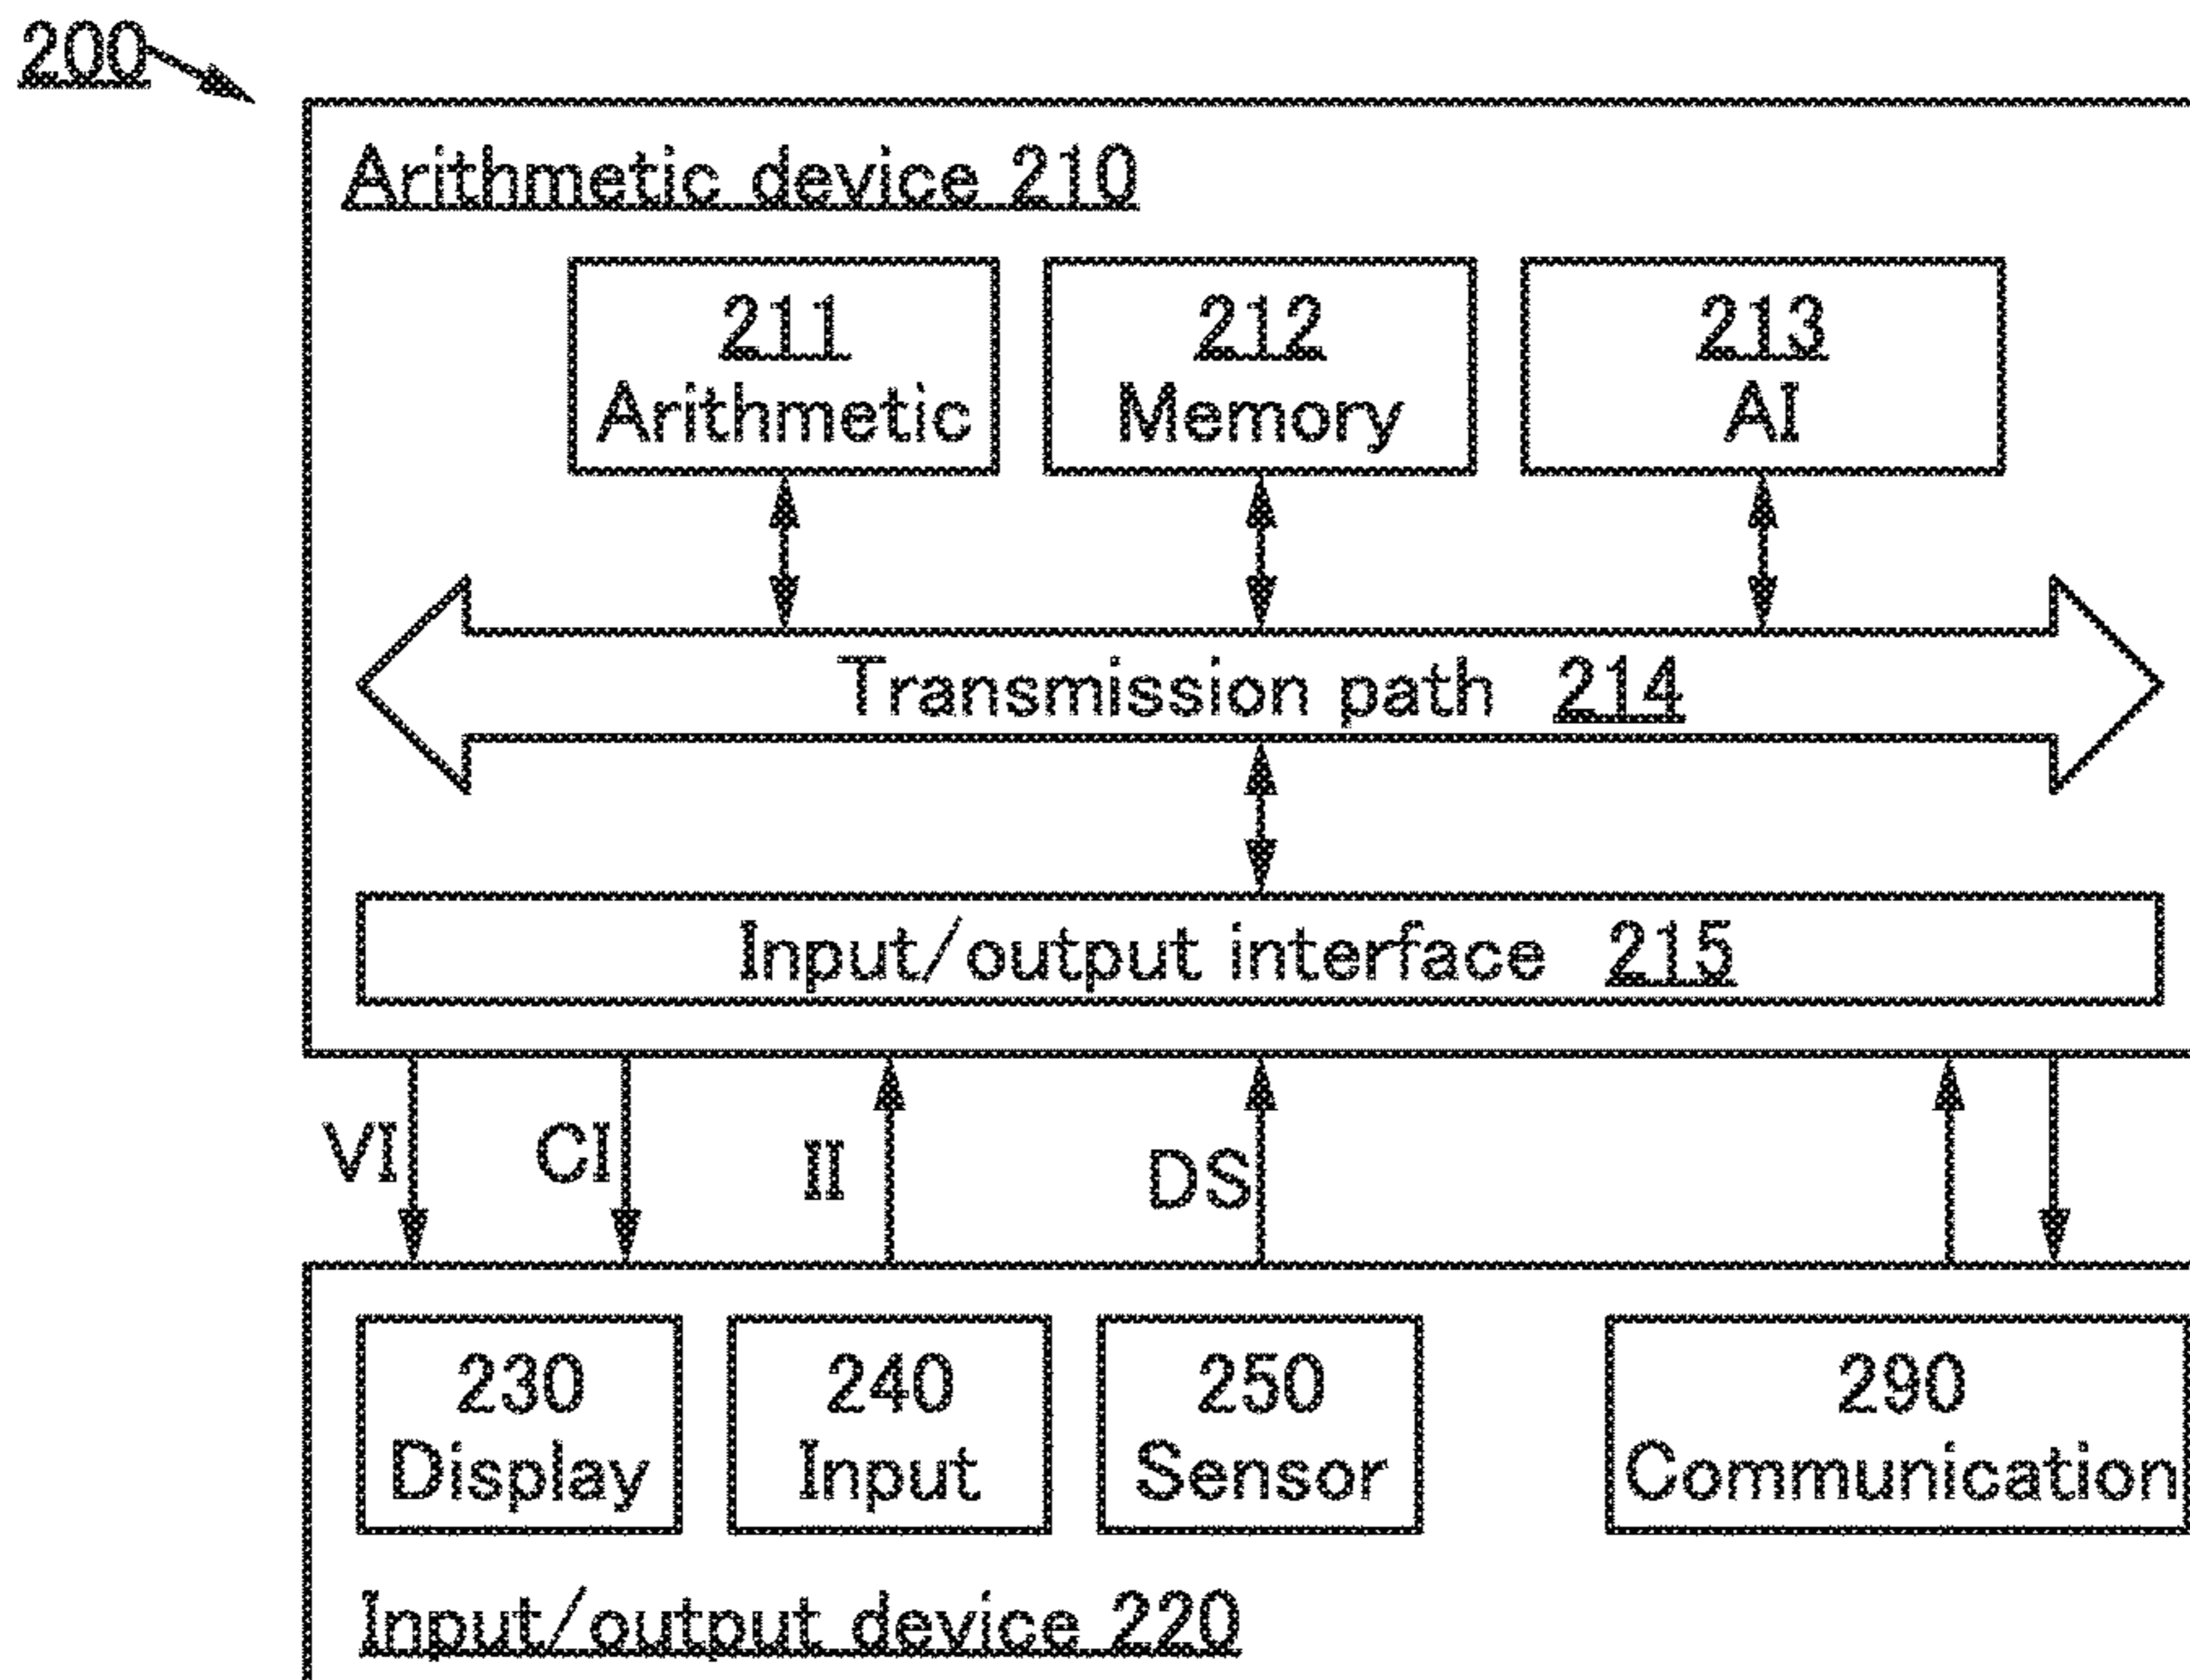 200
Arithmetic device 210
211
Arithmetic
212
Memory
213
AI
Transmission path 214
Input/output interface 215
VI
CI
II
DS
230
Display
240
Input
250
Sensor
290
Communication
Input/output device 220